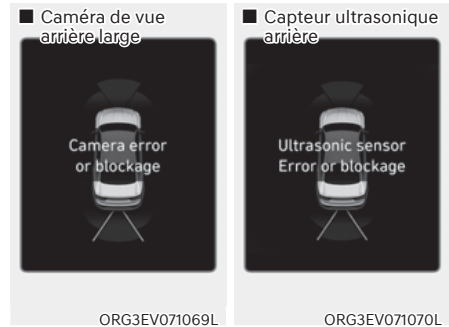 ■ Caméra de vue
arrière large
Camera error
or blockage
ORG3EV071069L
■ Capteur ultrasonique
arrière
Ultrasonic sensor
Error or blockage
ORG3EV071070L